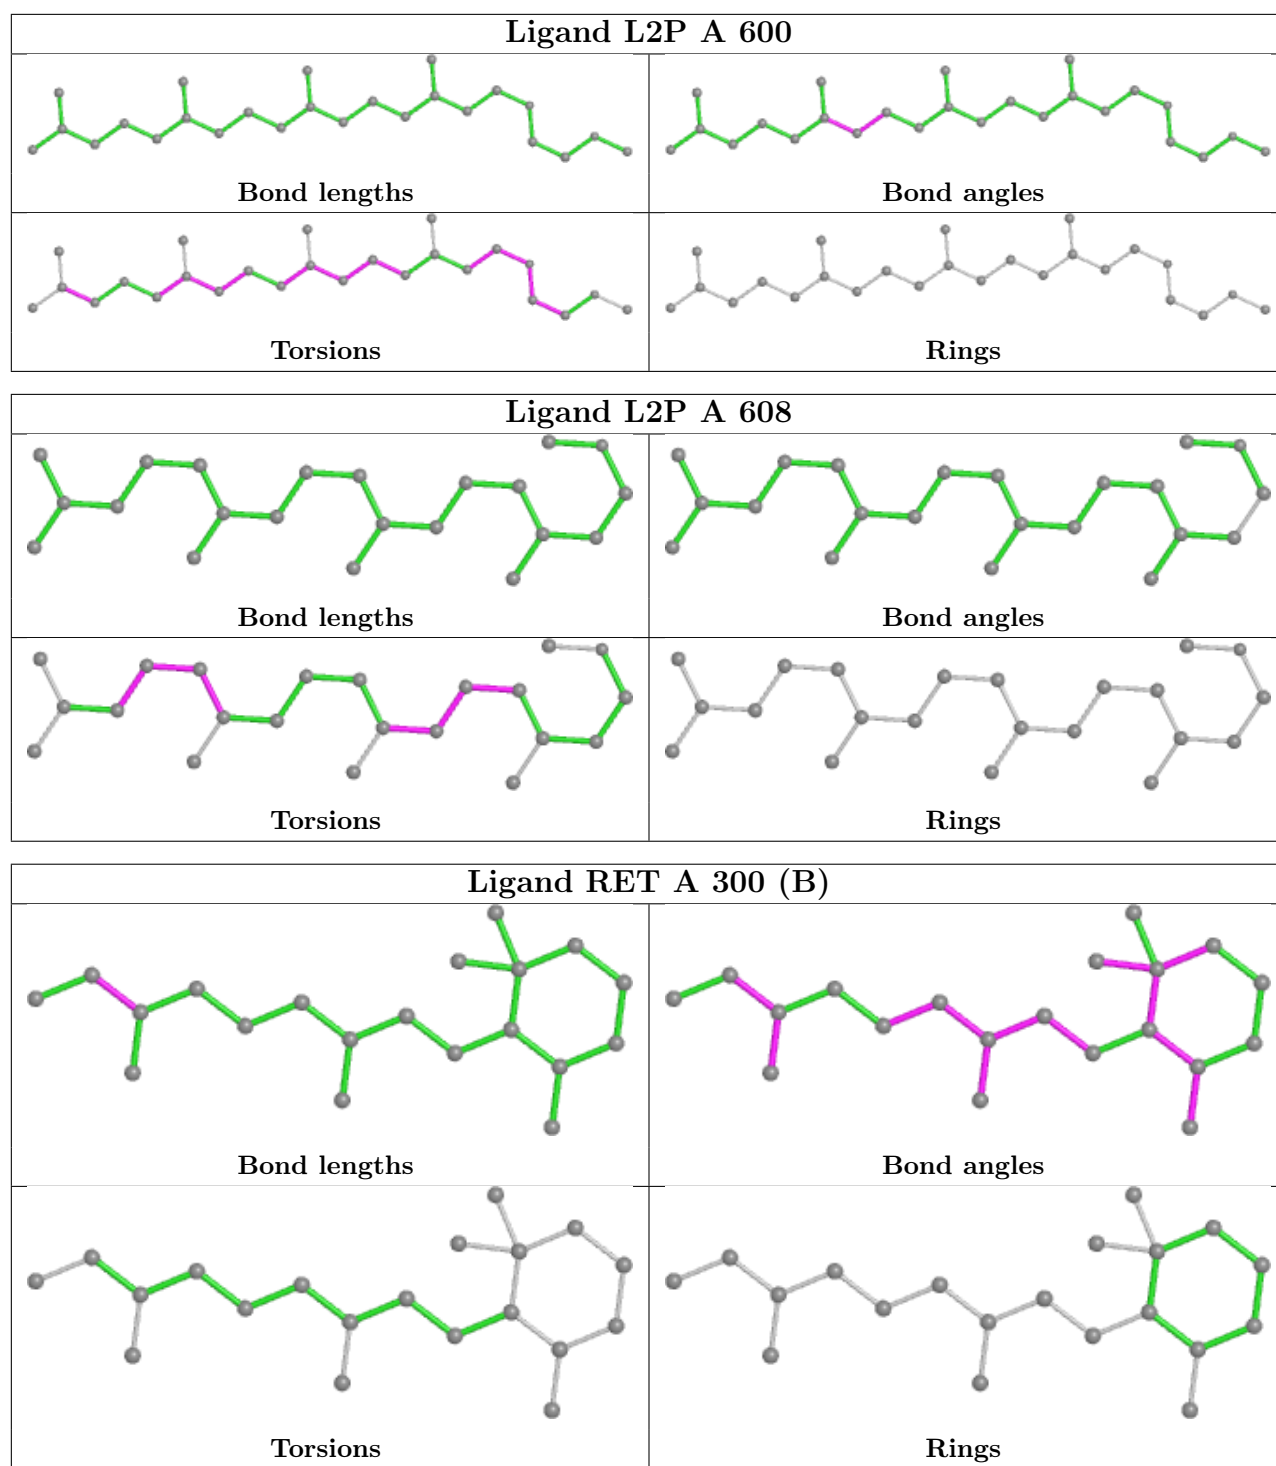 Ligand L2P A 600
Bond lengths
Bond angles
Torsions
Rings
Ligand L2P A 608
Bond lengths
Bond angles
Torsions
Rings
Ligand RET A 300 (B)
Bond lengths
Bond angles
Torsions
Rings